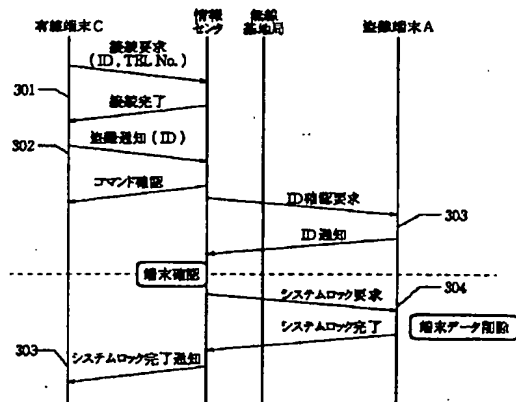 有線端末C
情報
センタ
無線
基地局
盗難端末A
接続要求
(ID, TEL No.)
301
接続完了
302
盗難通知 (ID)
コマンド確認
ID確認要求
303
ID通知
端末確認
304
システムロック要求
システムロック完了
端末データ削除
303
システムロック完了通知